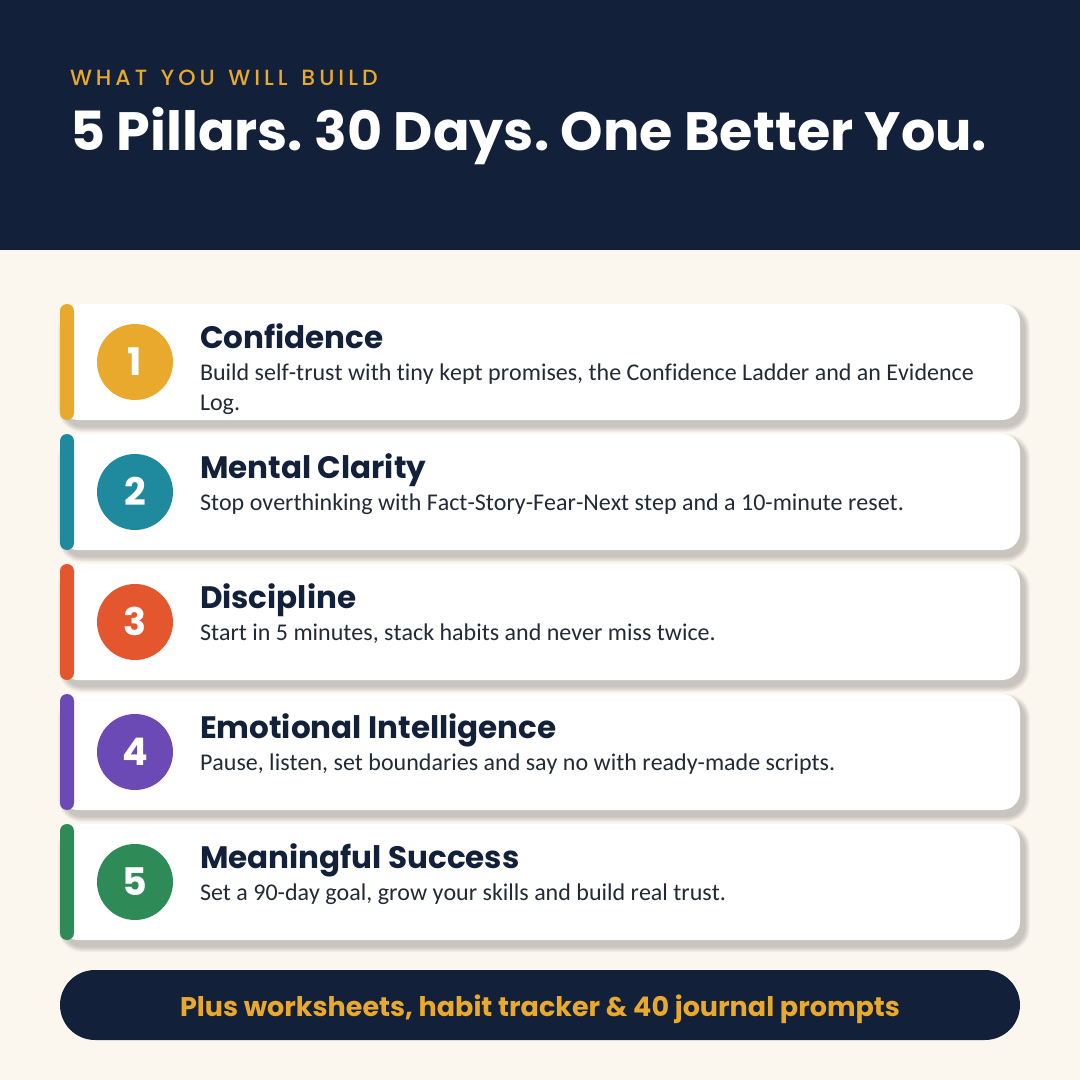 WHAT YOU WILL BUILD
5 Pillars. 30 Days. One Better You.
1
Confidence
Build self-trust with tiny kept promises, the Confidence Ladder and an Evidence
Log.
2
Mental Clarity
Stop overthinking with Fact-Story-Fear-Next step and a 10-minute reset.
3
Discipline
Start in 5 minutes, stack habits and never miss twice.
4
Emotional Intelligence
Pause, listen, set boundaries and say no with ready-made scripts.
5
Meaningful Success
Set a 90-day goal, grow your skills and build real trust.
Plus worksheets, habit tracker & 40 journal prompts